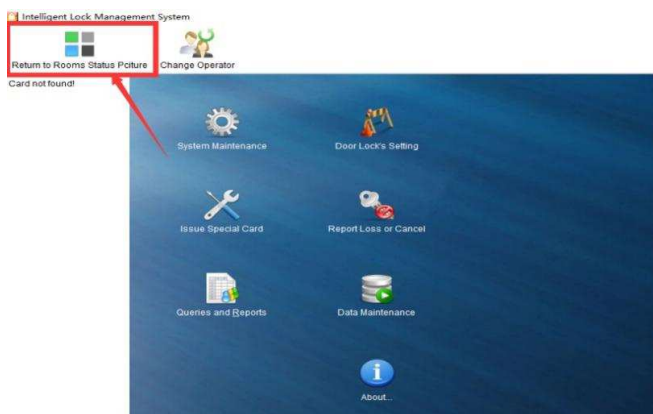 Intelligent Lock Management System
Return to Rooms Status Pciture
Change Operator
Card not found!
System Maintenance
Door Lock's Setting
Issue Special Card
Report Loss or Cancel
Queries and Reports
Data Maintenance
About...